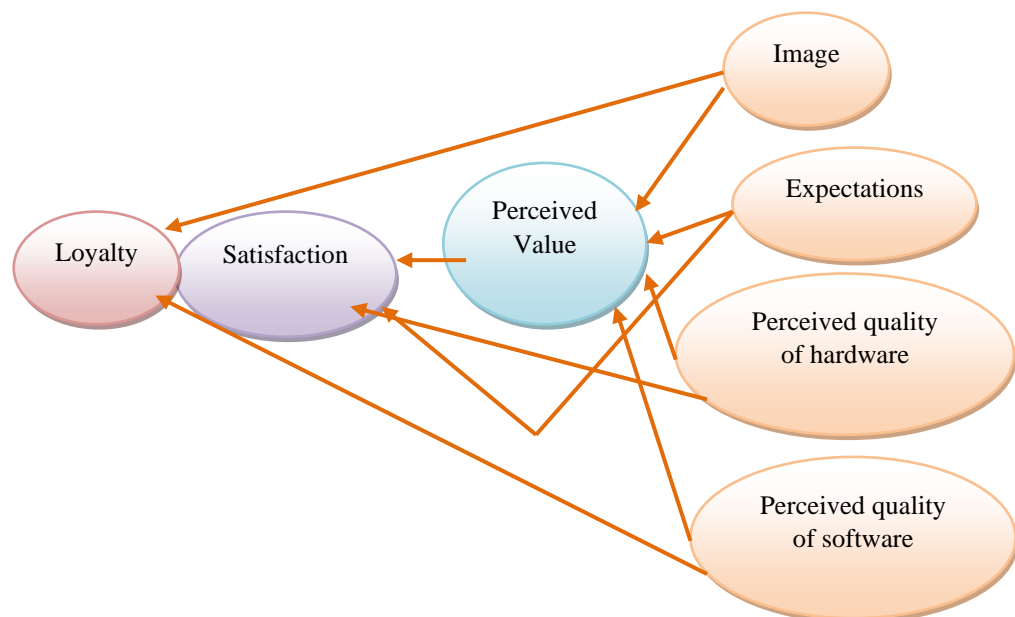 Image
Expectations
Perceived
Value
Loyalty
Satisfaction
Perceived quality
of hardware
Perceived quality
of software